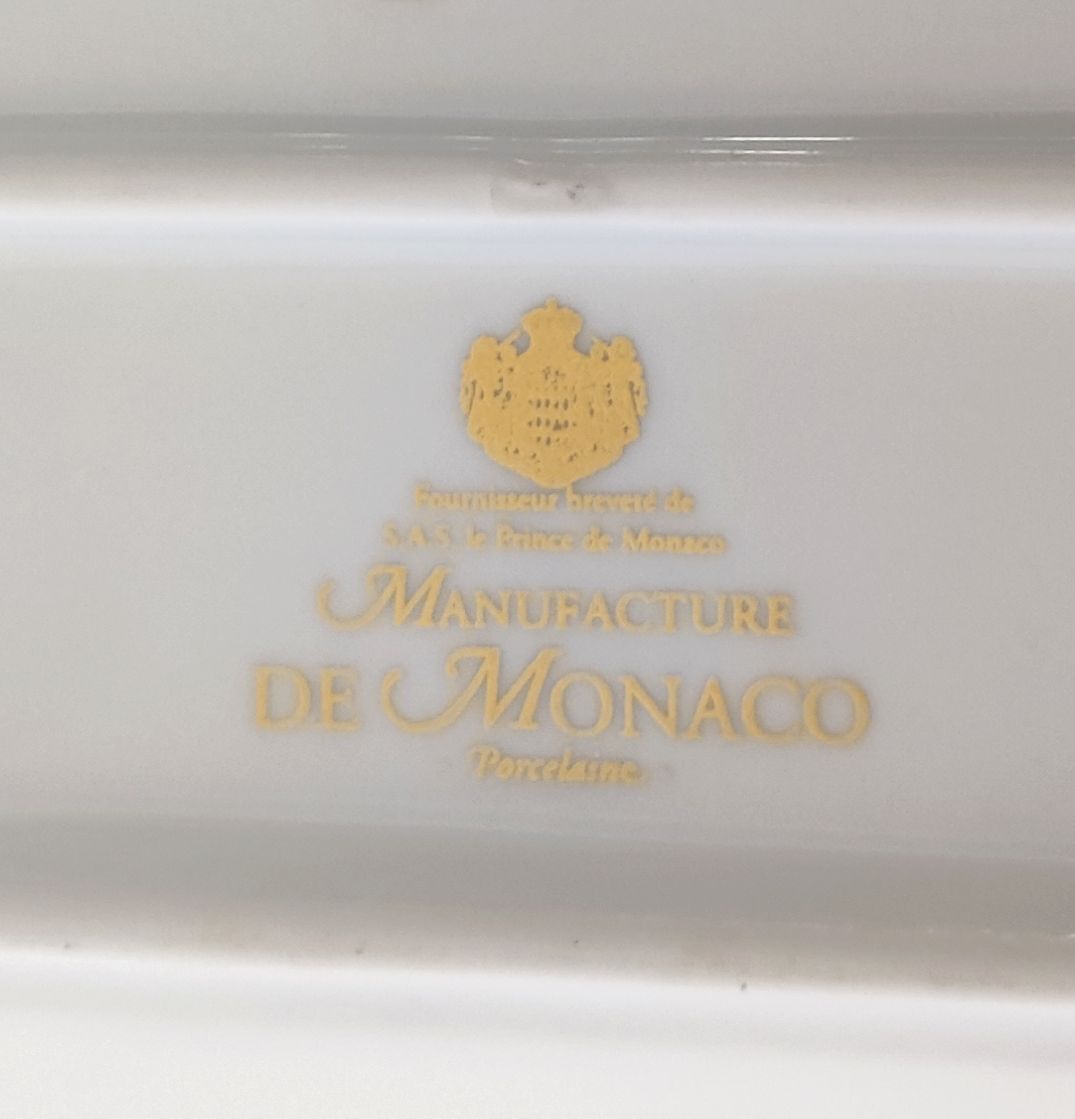 Fournisseur breveté de
S.A.S. le Prince de Monaco
MANUFACTURE
DE MONACO
Porcelaine